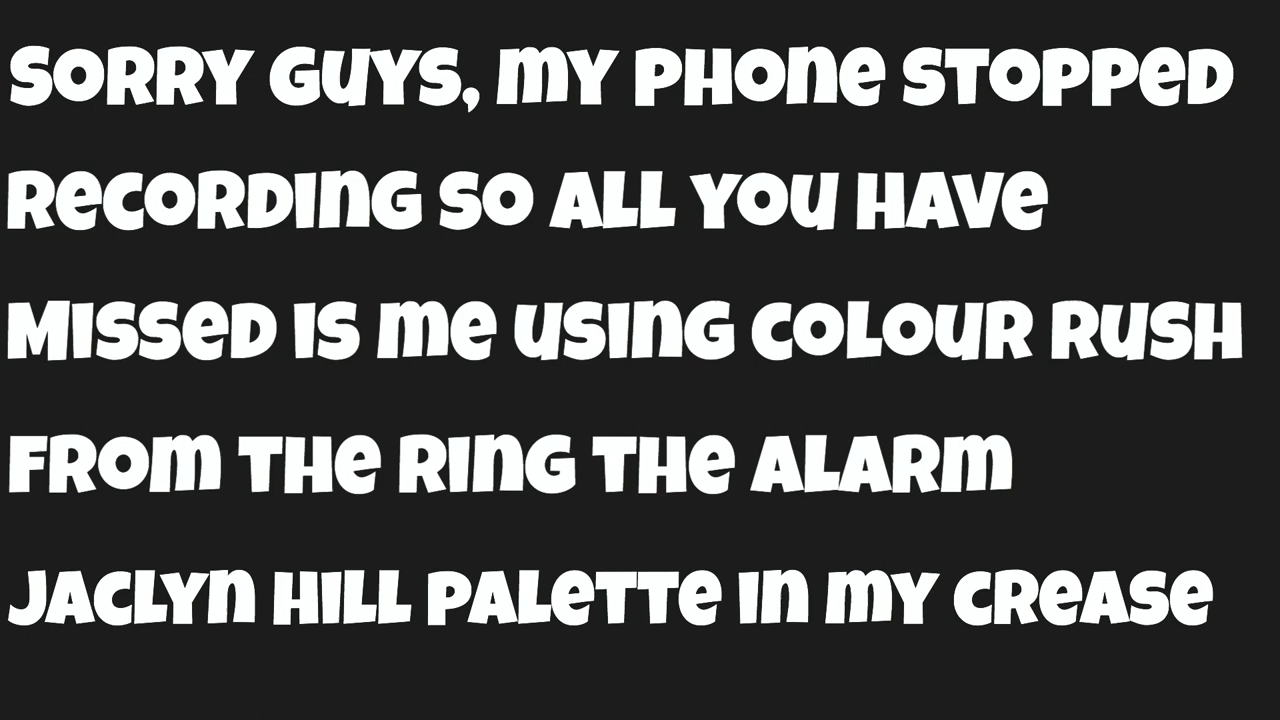 SORRY GUYS, MY PHONE STOPPED
RECORDING SO ALL YOU HAVE
MISSED IS ME USING COLOUR RUSH
FROM THE RING THE ALARM
JACLYN HILL PALETTE IN MY CREASE